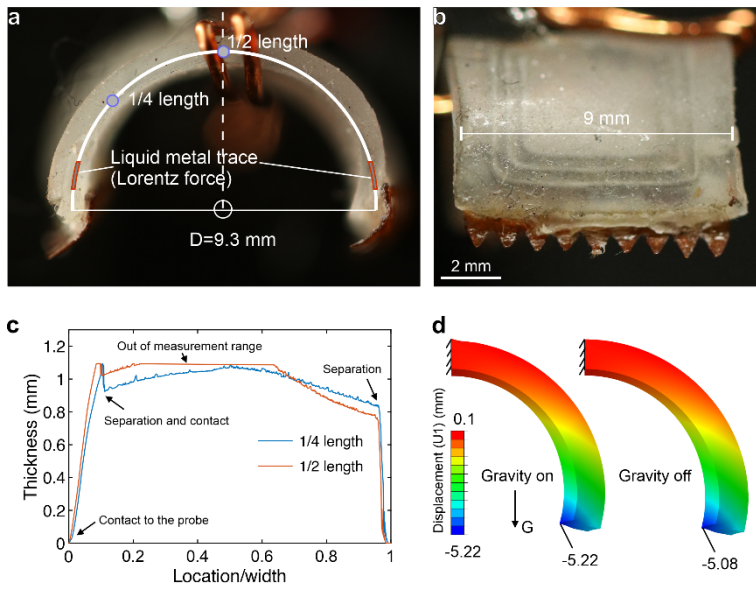 a
1/2 length
1/4 length
Liquid metal trace
(Lorentz force)
D=9.3 mm
b
9 mm
2 mm
c
Thickness (mm)
1.2
1
0.8
0.6
0.4
0.2
0
Out of measurement range
Separation
Separation and contact
1/4 length
1/2 length
Contact to the probe
0
0.2
0.4
0.6
0.8
1
Location/width
d
Displacement (U1) (mm)
0.1
Gravity on
G
Gravity off
-5.22
-5.22
-5.08